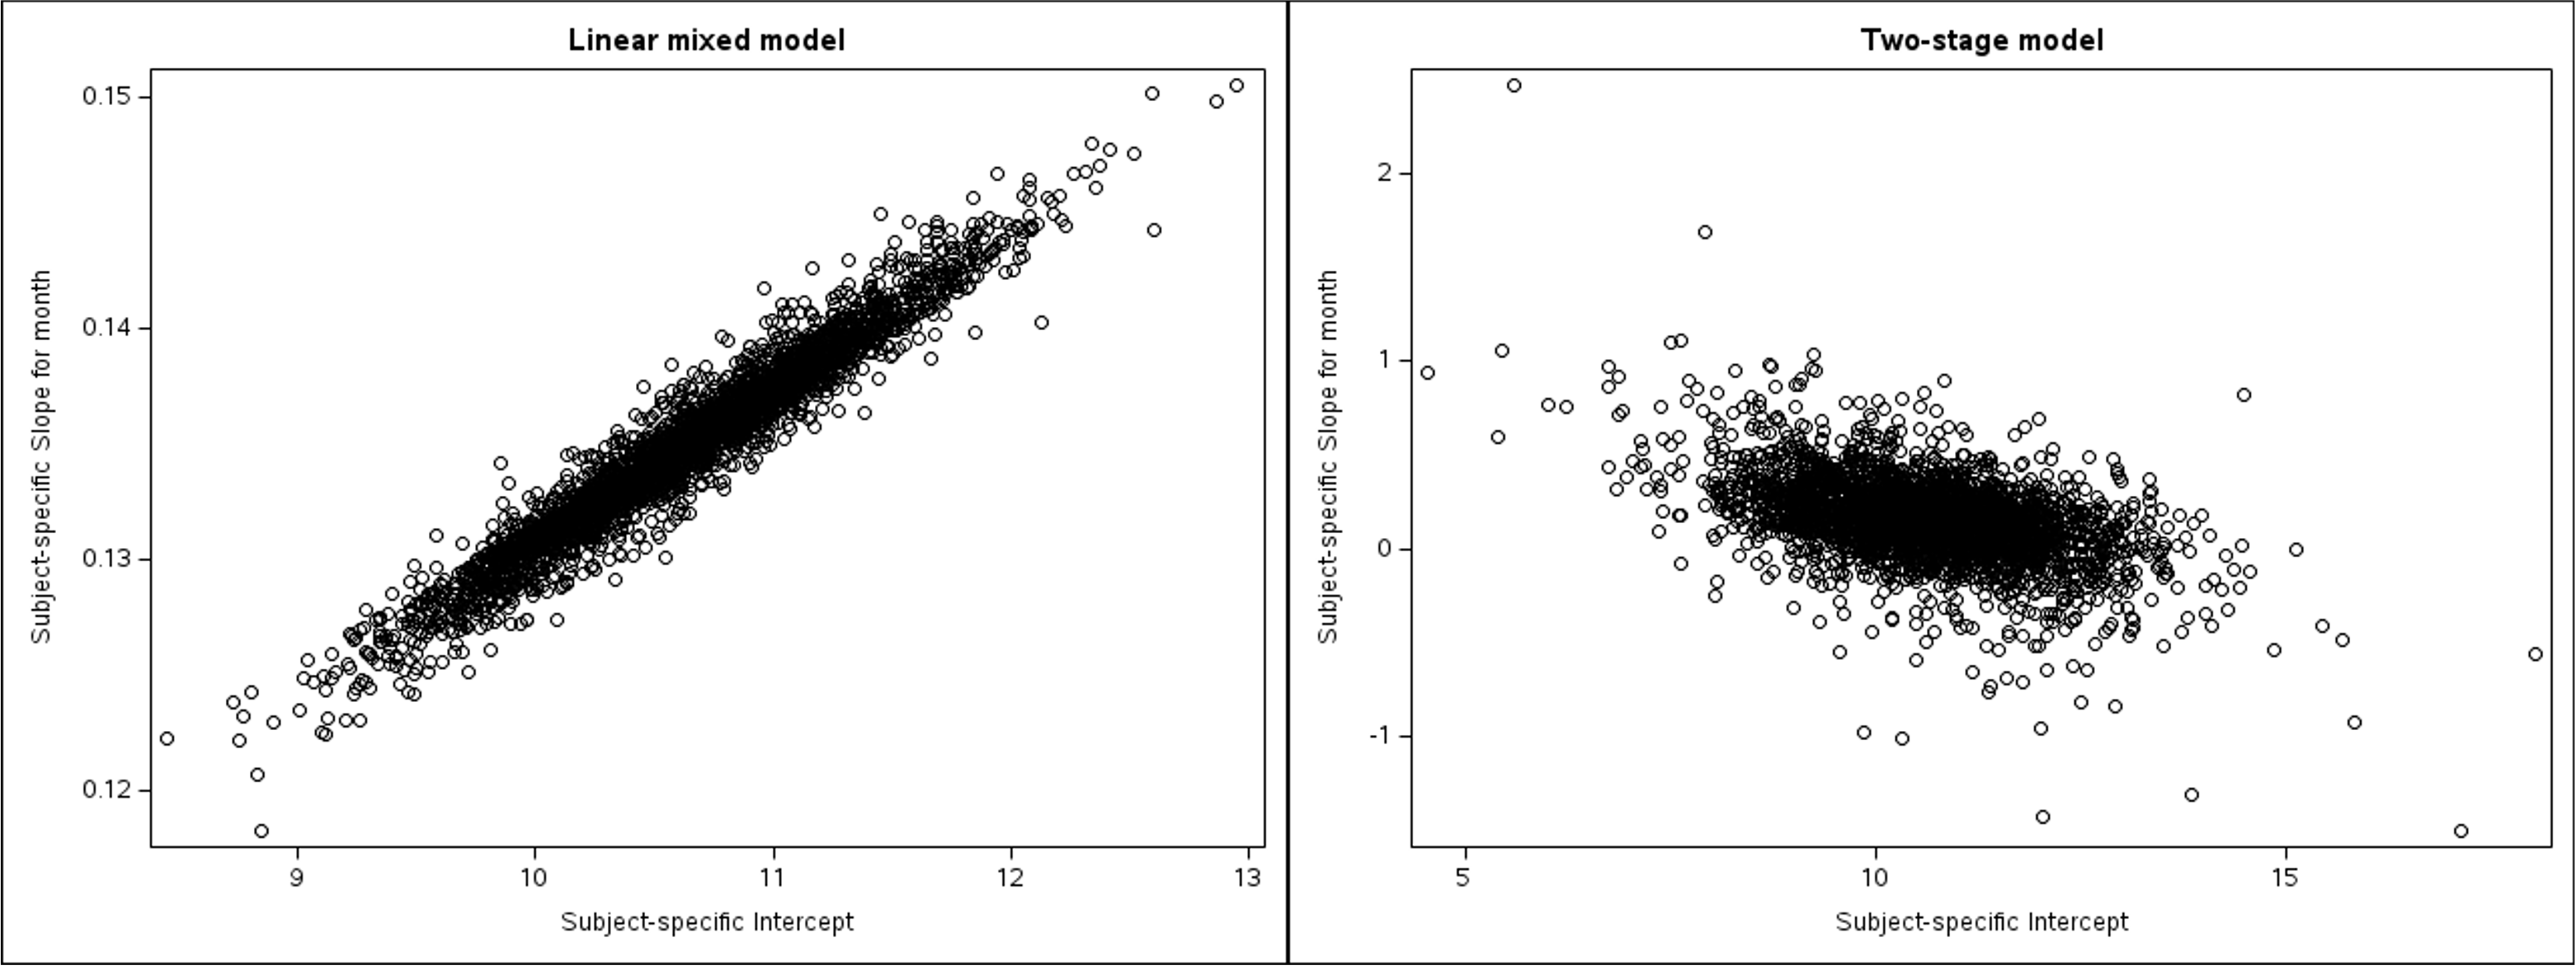 Linear mixed model
Subject-specific Slope for month
0.15
0.14
0.13
0.12
9 10 11 12 13
Subject-specific Intercept
Two-stage model
Subject-specific Slope for month
2
1
0
-1
5 10 15
Subject-specific Intercept